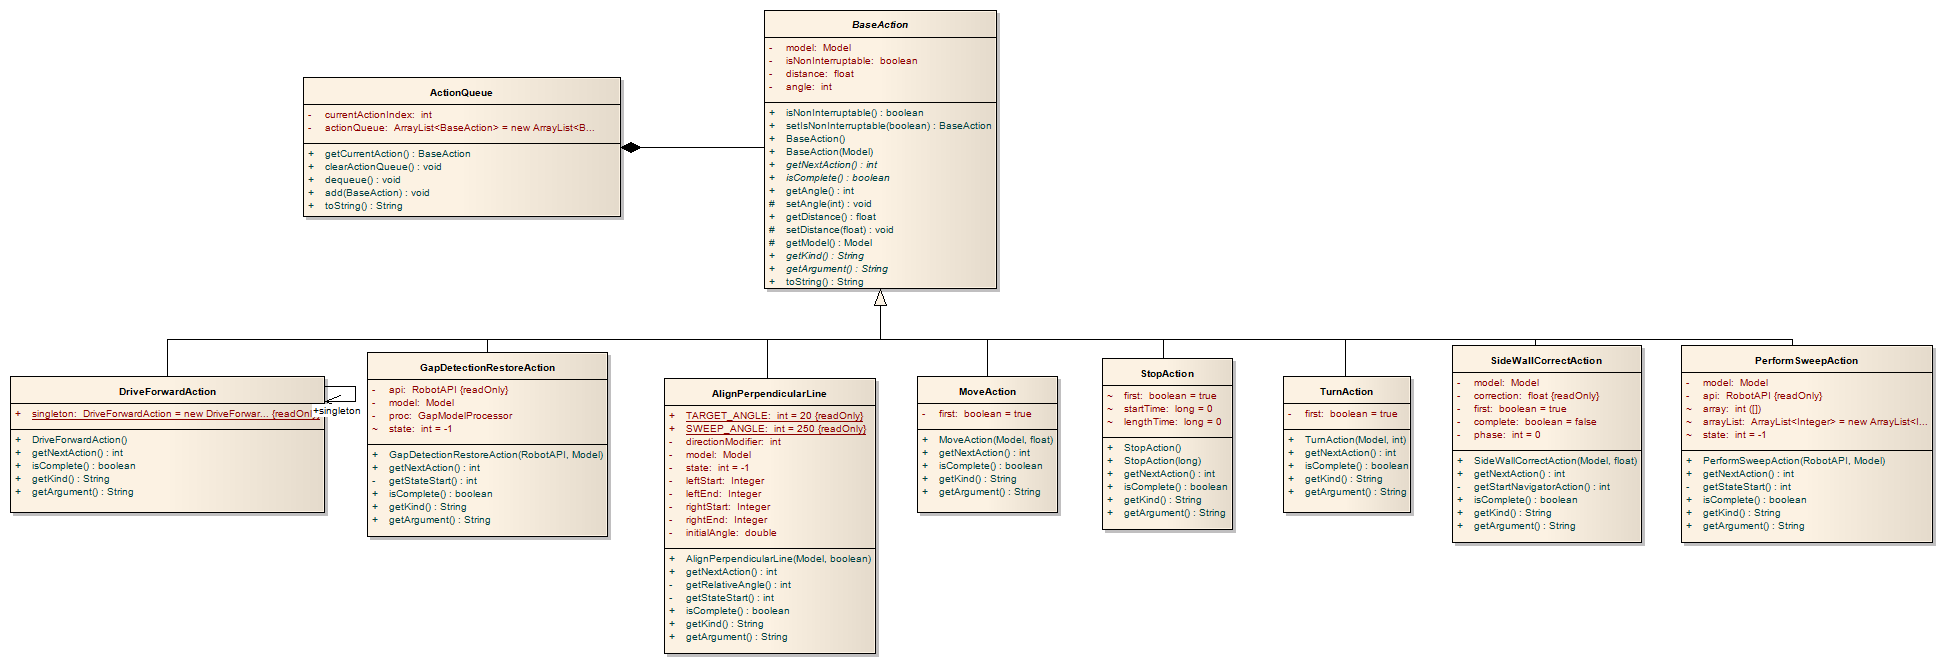 BaseAction
- model: Model
- isNonInterruptable: boolean
- distance: float
- angle: int
+ isNonInterruptable() : boolean
+ setIsNonInterruptable(boolean) : BaseAction
+ BaseAction()
+ BaseAction(Model)
+ getNextAction() : int
+ isComplete() : boolean
+ getAngle() : int
# setAngle(int) : void
+ getDistance() : float
# setDistance(float) : void
# getModel() : Model
+ getKind() : String
+ getArgument() : String
+ toString() : String
ActionQueue
- currentActionIndex: int
- actionQueue: ArrayList<BaseAction> = new ArrayList<B...
+ getCurrentAction() : BaseAction
+ clearActionQueue() : void
+ dequeue() : void
+ add(BaseAction) : void
+ toString() : String
DriveForwardAction
+ singleton: DriveForwardAction = new DriveForwar... {readOnly}
+singleton
+ DriveForwardAction()
+ getNextAction() : int
+ isComplete() : boolean
+ getKind() : String
+ getArgument() : String
GapDetectionRestoreAction
- api: RobotAPI {readOnly}
- model: Model
- proc: GapModelProcessor
~ state: int = -1
+ GapDetectionRestoreAction(RobotAPI, Model)
+ getNextAction() : int
- getStateStart() : int
+ isComplete() : boolean
+ getKind() : String
+ getArgument() : String
AlignPerpendicularLine
+ TARGET_ANGLE: int = 20 {readOnly}
+ SWEEP_ANGLE: int = 250 {readOnly}
- directionModifier: int
- model: Model
- state: int = -1
- leftStart: Integer
- leftEnd: Integer
- rightStart: Integer
- rightEnd: Integer
- initialAngle: double
+ AlignPerpendicularLine(Model, boolean)
+ getNextAction() : int
- getRelativeAngle() : int
- getStateStart() : int
+ isComplete() : boolean
+ getKind() : String
+ getArgument() : String
MoveAction
- first: boolean = true
+ MoveAction(Model, float)
+ getNextAction() : int
+ isComplete() : boolean
+ getKind() : String
+ getArgument() : String
StopAction
~ first: boolean = true
~ startTime: long = 0
~ lengthTime: long = 0
+ StopAction()
+ StopAction(long)
+ getNextAction() : int
+ isComplete() : boolean
+ getKind() : String
+ getArgument() : String
TurnAction
- first: boolean = true
+ TurnAction(Model, int)
+ getNextAction() : int
+ isComplete() : boolean
+ getKind() : String
+ getArgument() : String
SideWallCorrectAction
- model: Model
- correction: float {readOnly}
- first: boolean = true
- complete: boolean = false
- phase: int = 0
+ SideWallCorrectAction(Model, float)
+ getNextAction() : int
- getStartNavigatorAction() : int
+ isComplete() : boolean
+ getKind() : String
+ getArgument() : String
PerformSweepAction
- model: Model
- api: RobotAPI {readOnly}
~ array: int ([])
~ arrayList: ArrayList<Integer> = new ArrayList<I...
~ state: int = -1
+ PerformSweepAction(RobotAPI, Model)
+ getNextAction() : int
- getStateStart() : int
+ isComplete() : boolean
+ getKind() : String
+ getArgument() : String